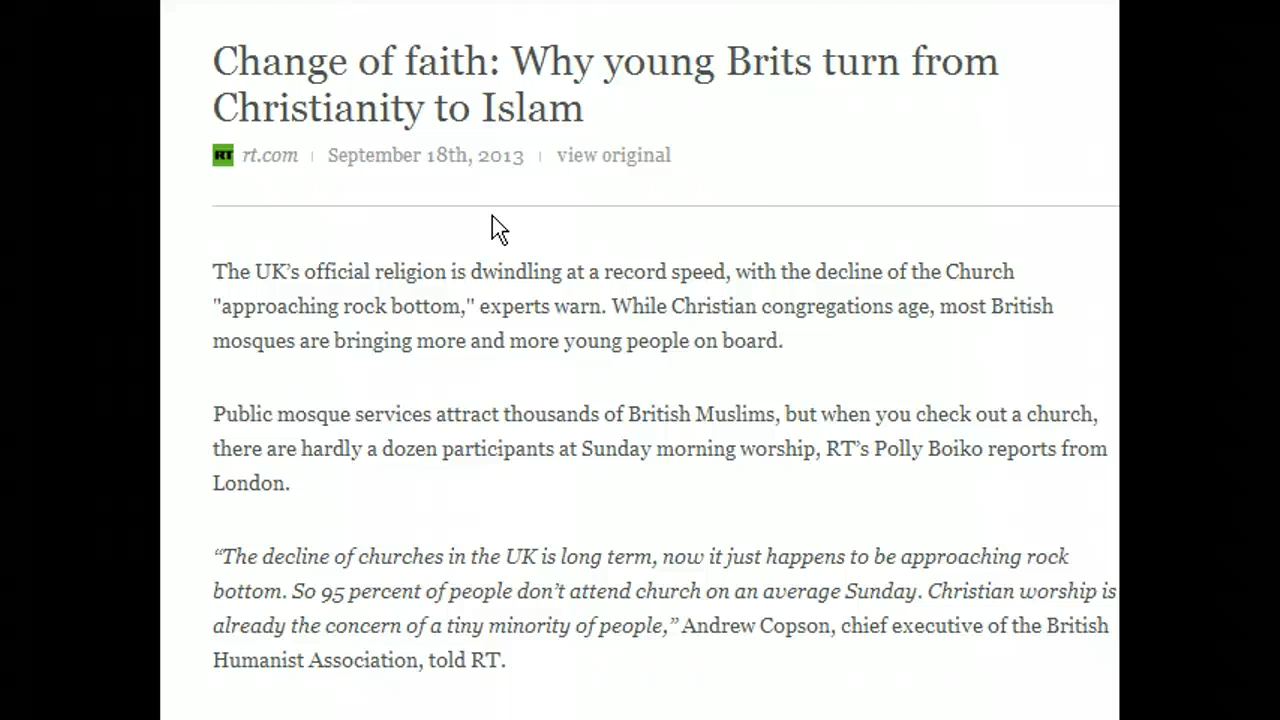 Change of faith: Why young Brits turn from
Christianity to Islam
RT rt.com | September 18th, 2013 | view original
The UK’s official religion is dwindling at a record speed, with the decline of the Church
"approaching rock bottom," experts warn. While Christian congregations age, most British
mosques are bringing more and more young people on board.
Public mosque services attract thousands of British Muslims, but when you check out a church,
there are hardly a dozen participants at Sunday morning worship, RT’s Polly Boiko reports from
London.
“The decline of churches in the UK is long term, now it just happens to be approaching rock
bottom. So 95 percent of people don’t attend church on an average Sunday. Christian worship is
already the concern of a tiny minority of people,” Andrew Copson, chief executive of the British
Humanist Association, told RT.